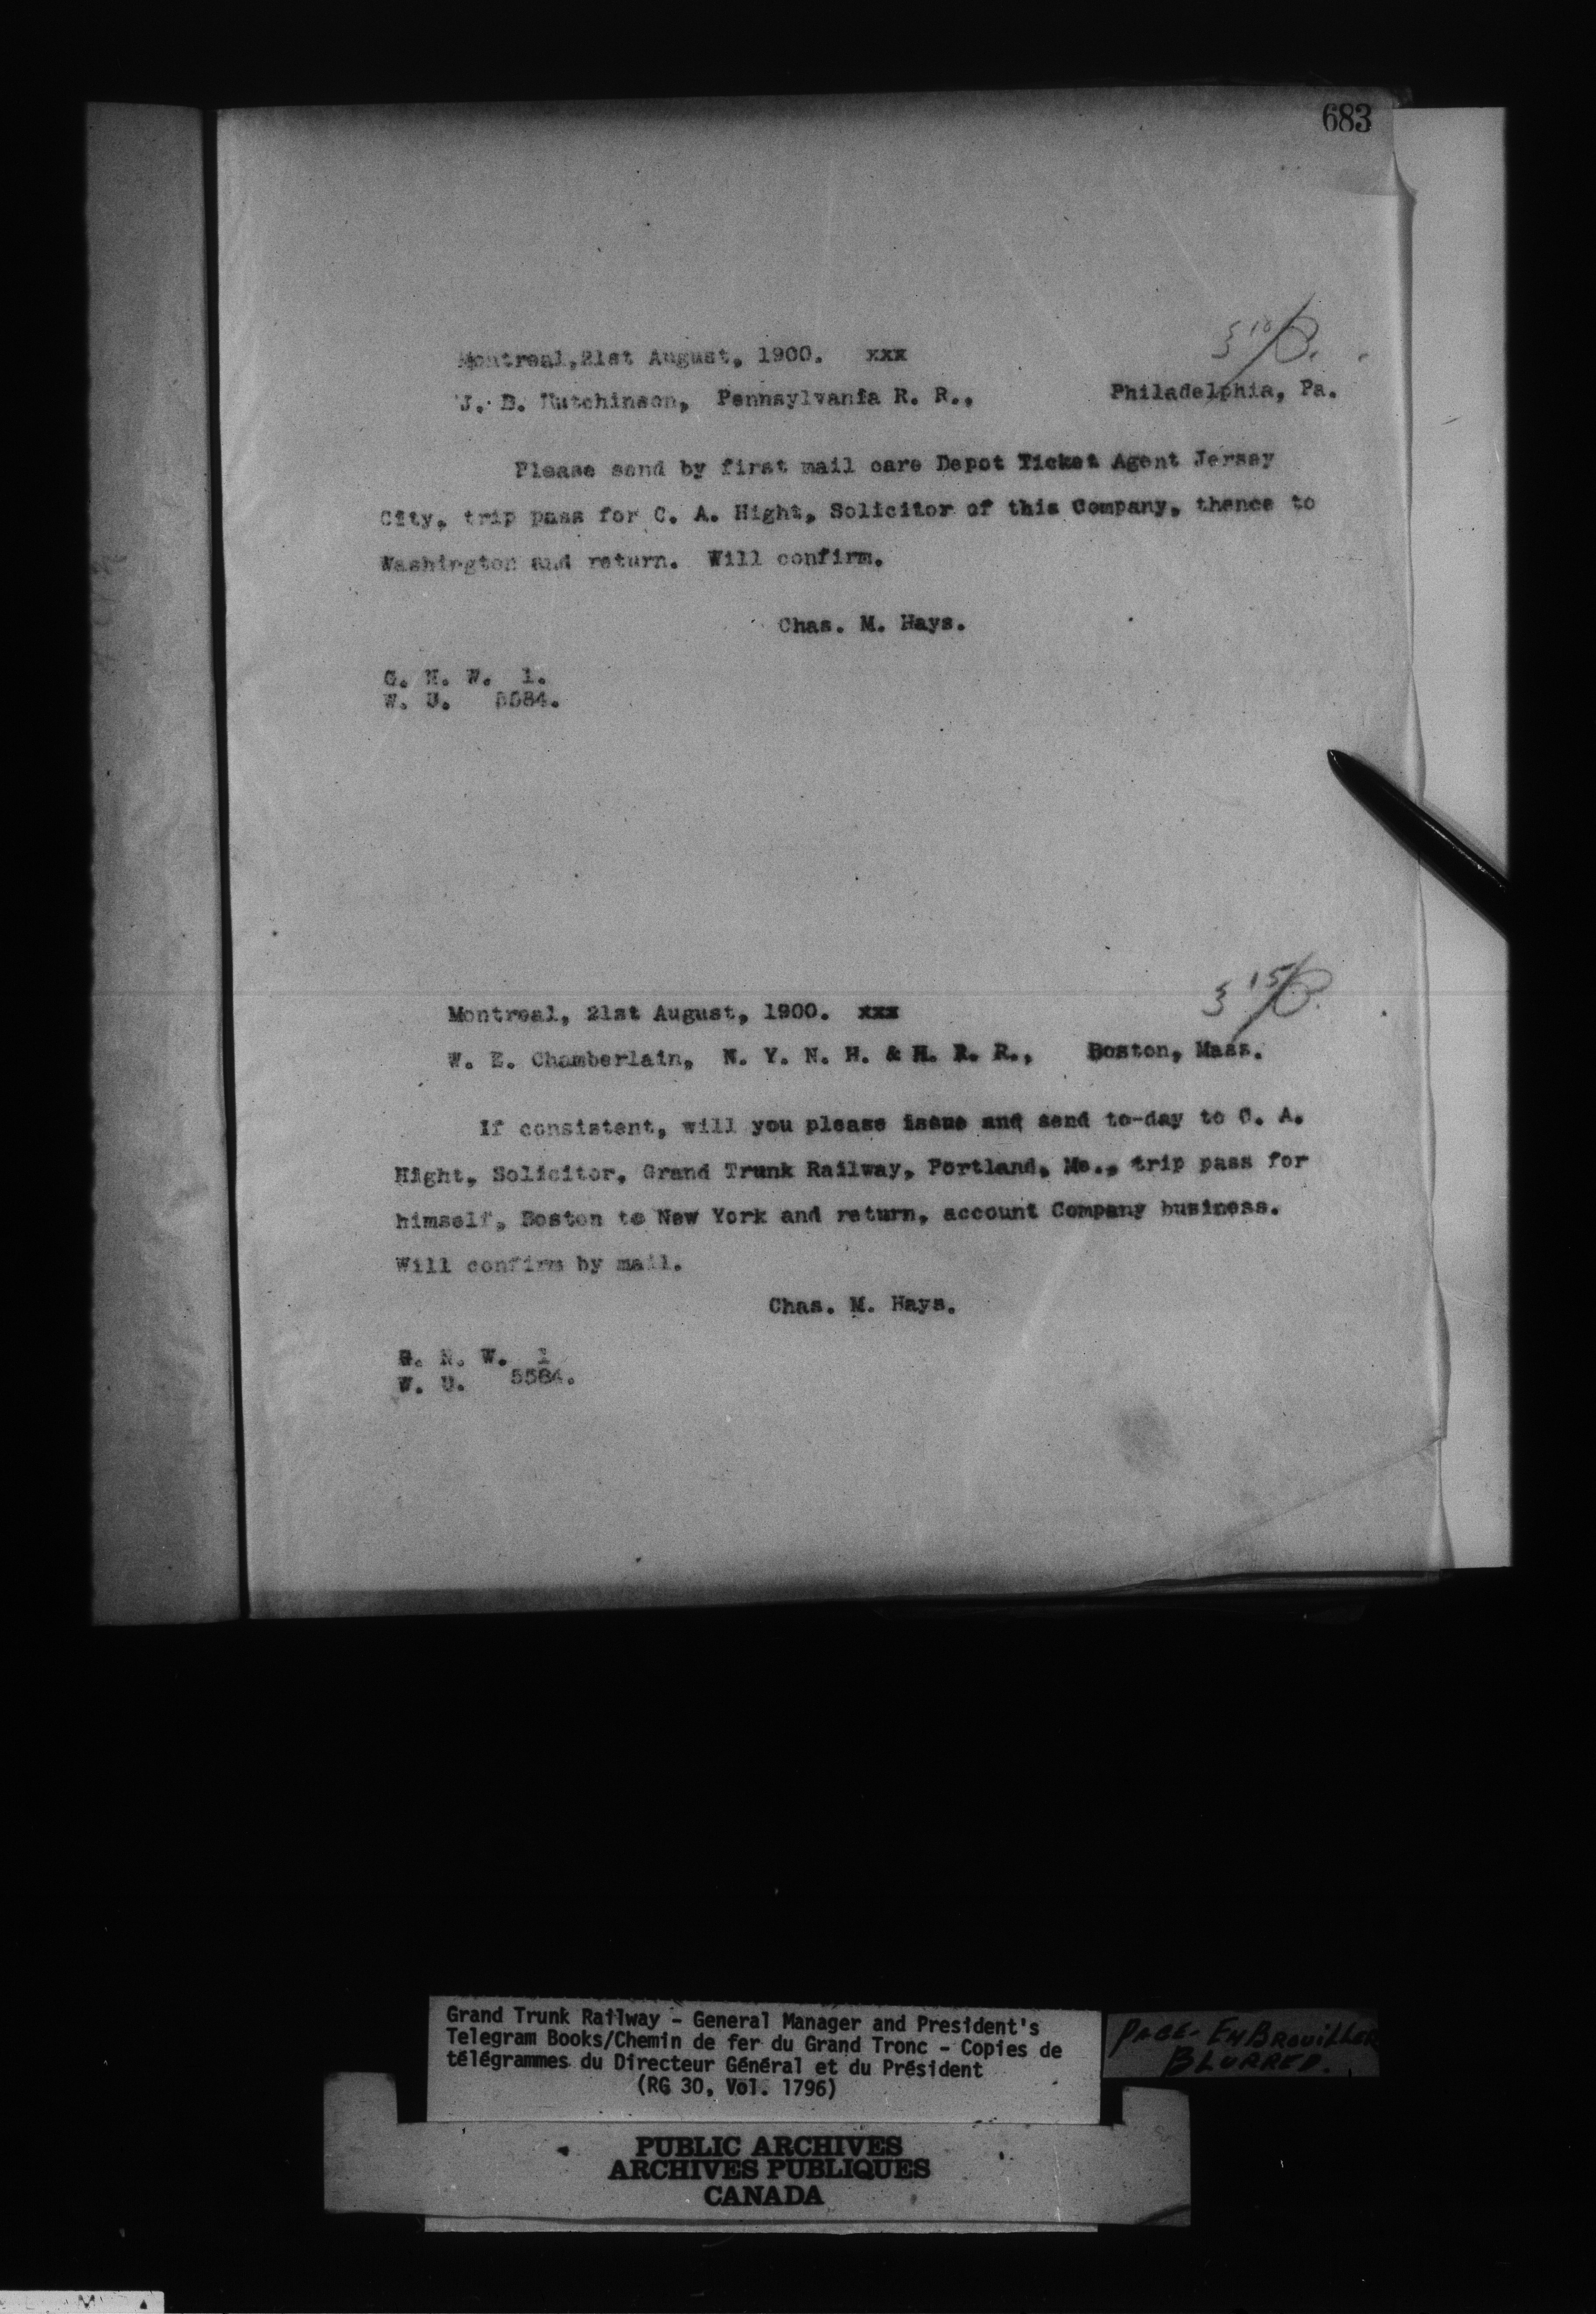 683
Montreal, 21st August, 1900. xxx
J. B. Hutchinson, Pennsylvania R. R., Philadelphia, Pa.
Please send by first mail care Depot Ticket Agent Jersey
City, trip pass for C. A. Hight, Solicitor of this Company, thence to
Washington and return. Will confirm.
Chas. M. Hays.
G. N. W. 1.
W. U. 5584.
3 15/P.
Montreal, 21st August, 1900. xxx
W. E. Chamberlain, N. Y. N. H. & H. R. R., Boston, Mass.
If consistent, will you please issue and send to-day to C. A.
Hight, Solicitor, Grand Trunk Railway, Portland, Me., trip pass for
himself, Boston to New York and return, account Company business.
Will confirm by mail.
Chas. M. Hays.
G. N. W. 1
W. U. 5584.
Grand Trunk Railway - General Manager and President's
Telegram Books/Chemin de fer du Grand Tronc - Copies de
télégrammes du Directeur Général et du Président
(RG 30, Vol. 1796)
PAGE - EMBROUILLER
BLURRED.
PUBLIC ARCHIVES
ARCHIVES PUBLIQUES
CANADA